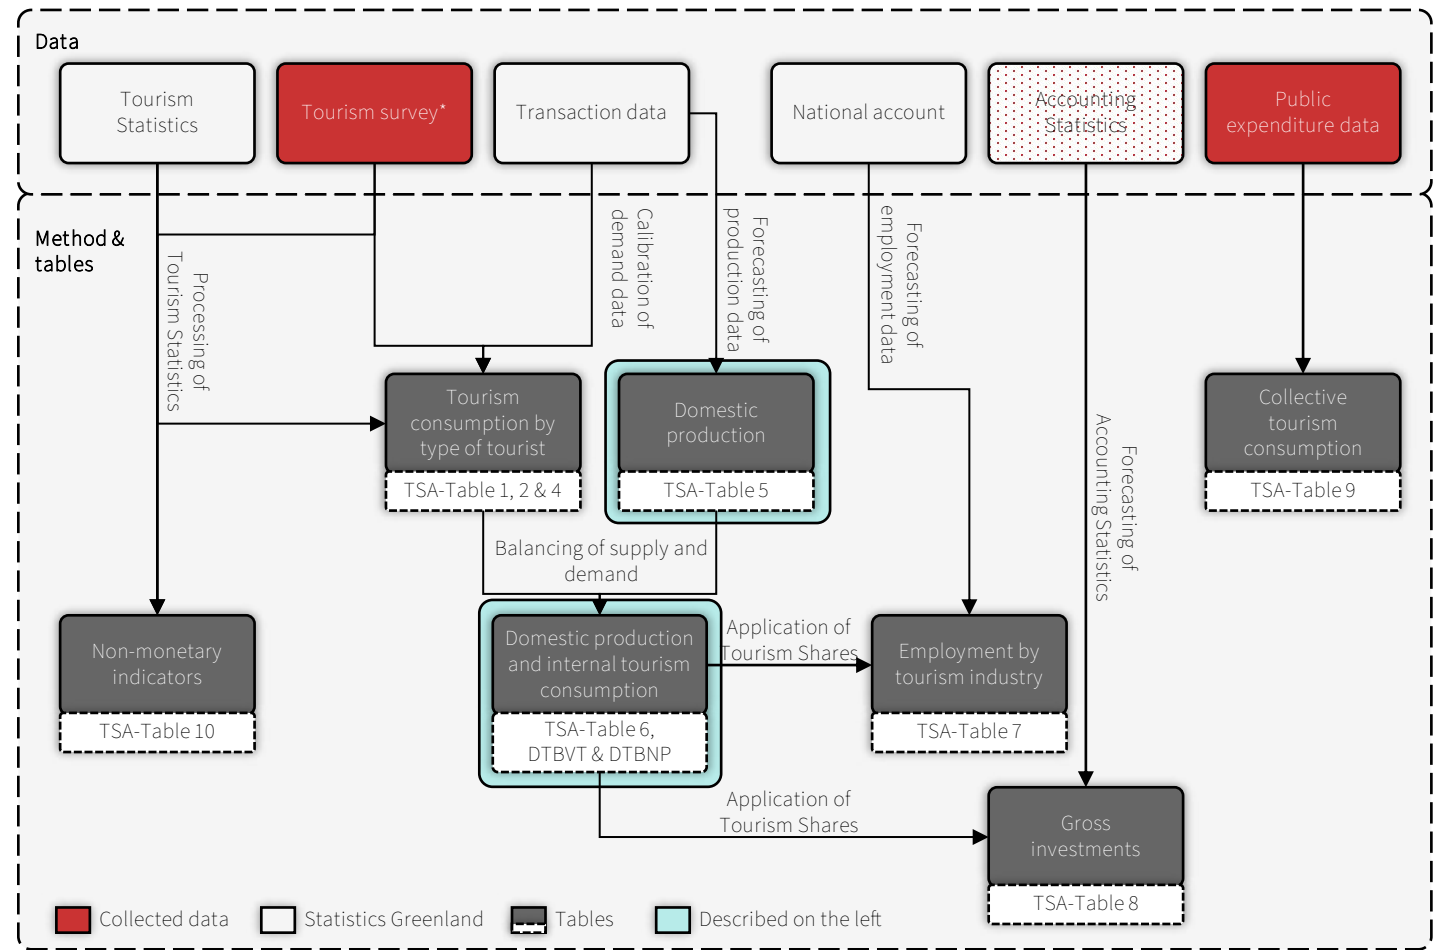 Data
Tourism
Statistics
Tourism survey*
Transaction data
National account
Accounting
Statistics
Public
expenditure data
Method &
tables
Processing of
Tourism Statistics
Calibration of
demand data
Forecasting of
production data
Forecasting of
employment data
Forecasting of
Accounting Statistics
Tourism
consumption by
type of tourist
TSA-Table 1, 2 & 4
Domestic
production
TSA-Table 5
Collective
tourism
consumption
TSA-Table 9
Balancing of supply and
demand
Non-monetary
indicators
TSA-Table 10
Domestic production
and internal tourism
consumption
TSA-Table 6,
DTBVT & DTBNP
Application of
Tourism Shares
Employment by
tourism industry
TSA-Table 7
Application of
Tourism Shares
Gross
investments
TSA-Table 8
Collected data
Statistics Greenland
Tables
Described on the left